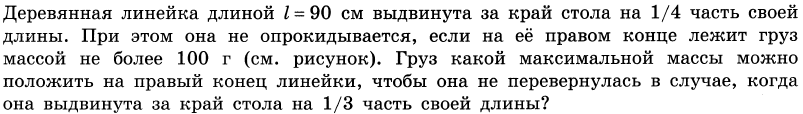 Деревянная линейка длиной l = 90 см выдвинута за край стола на 1/4 часть своей
длины. При этом она не опрокидывается, если на её правом конце лежит груз
массой не более 100 г (см. рисунок). Груз какой максимальной массы можно
положить на правый конец линейки, чтобы она не перевернулась в случае, когда
она выдвинута за край стола на 1/3 часть своей длины?